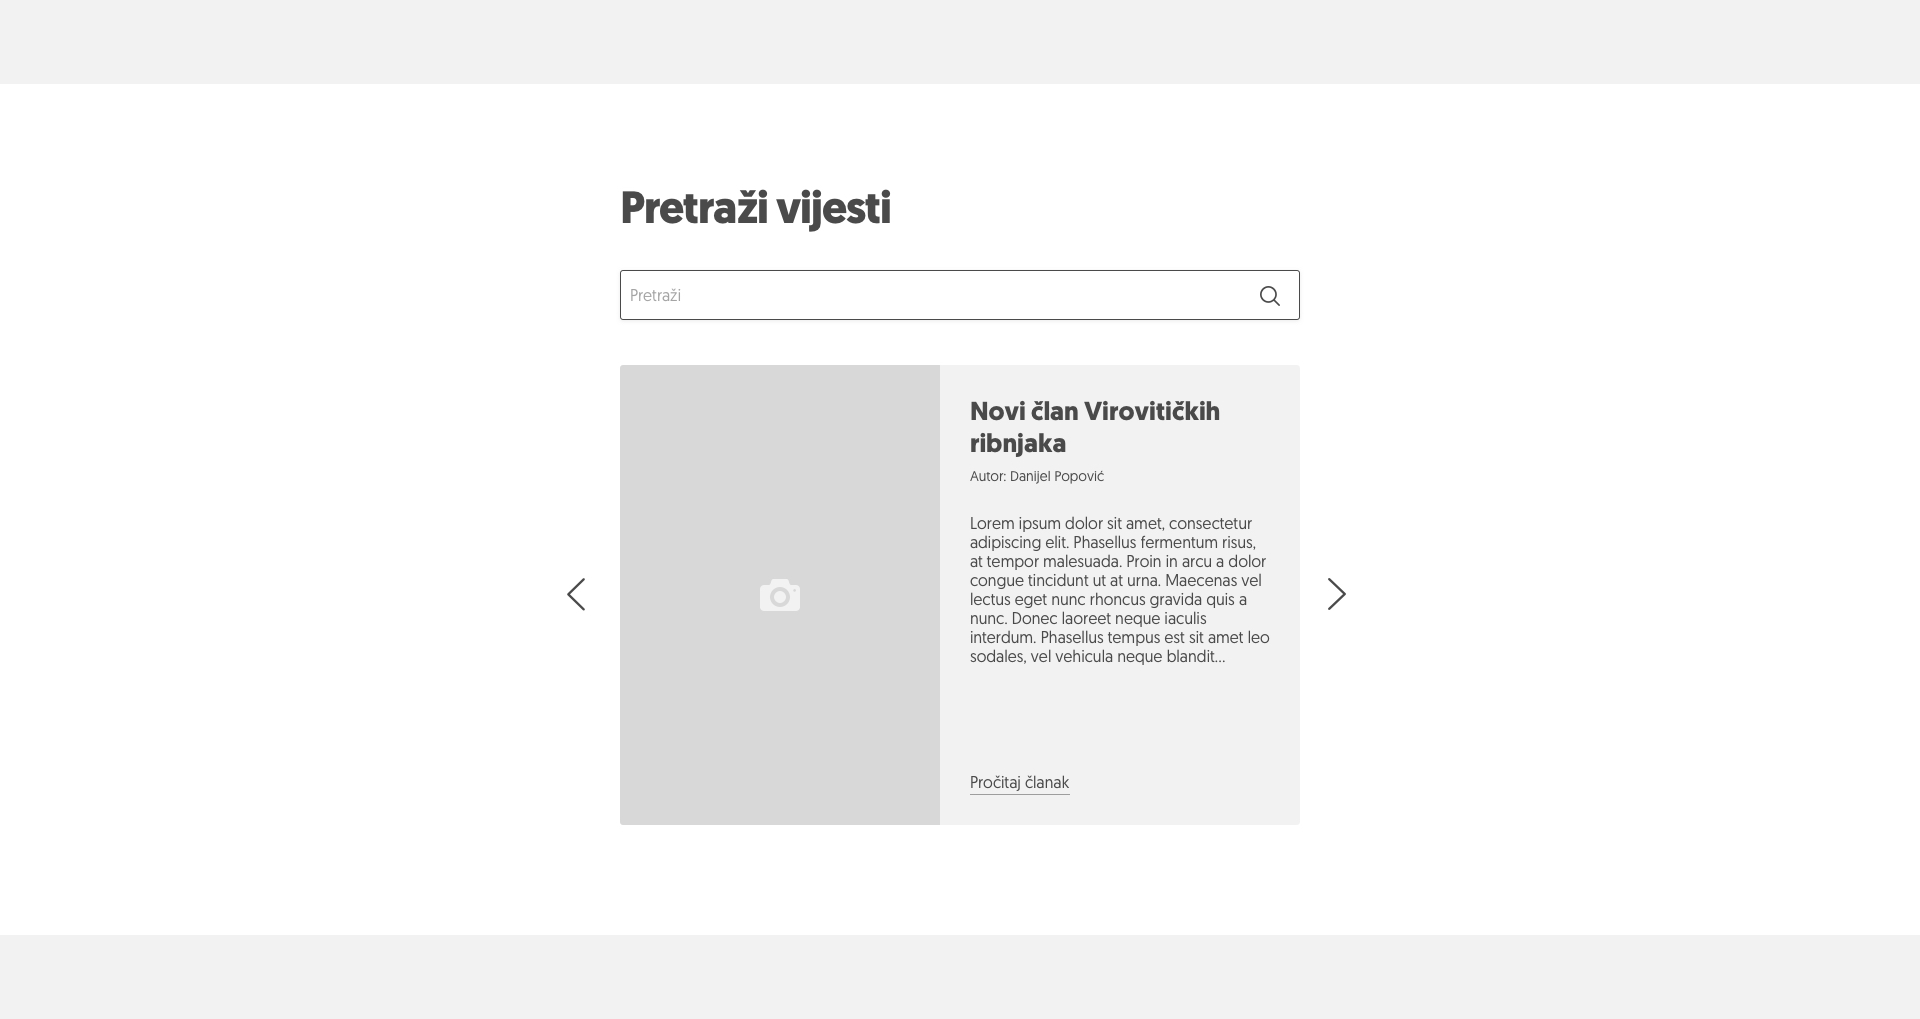 Pretraži vijesti
Pretraži
Novi član Virovitičkih
ribnjaka
Autor: Danijel Popović
Lorem ipsum dolor sit amet, consectetur
adipiscing elit. Phasellus fermentum risus,
at tempor malesuada. Proin in arcu a dolor
congue tincidunt ut at urna. Maecenas vel
lectus eget nunc rhoncus gravida quis a
nunc. Donec laoreet neque iaculis
interdum. Phasellus tempus est sit amet leo
sodales, vel vehicula neque blandit...
Pročitaj članak